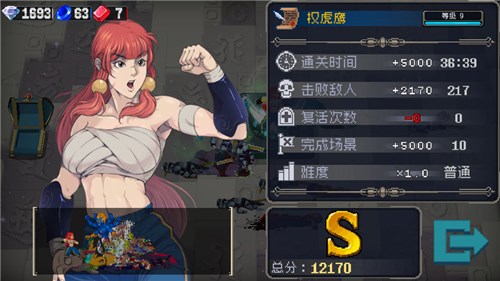 1693 63 7
权虎鹰
等级 9
通关时间 +5000 36:39
击败敌人 +2170 217
复活次数 -0 0
完成场景 +5000 10
难度 ×1.0 普通
S
总分：12170